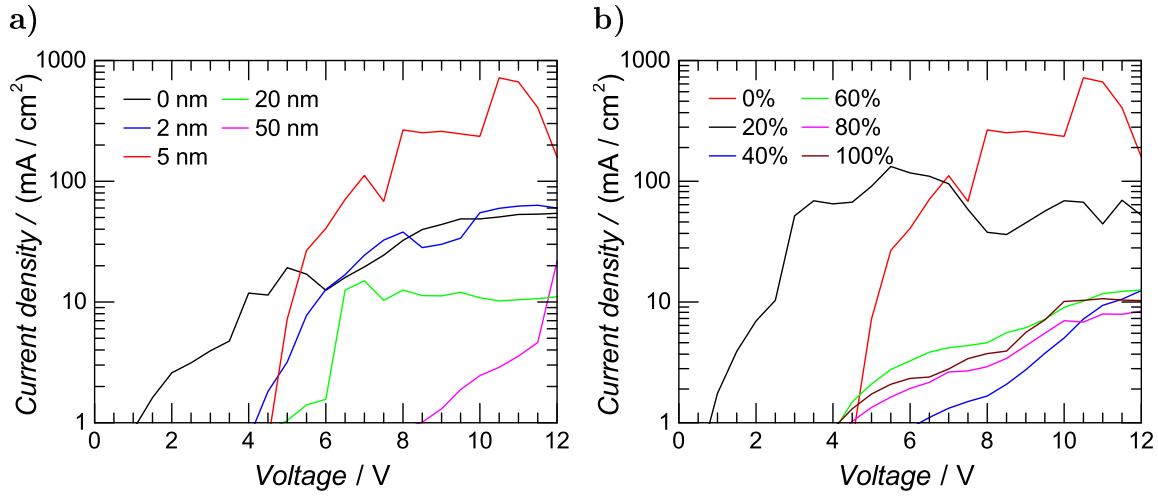 a)
1000
100
10
1
Current density / (mA / cm²)
0 nm 20 nm
2 nm 50 nm
5 nm
0 2 4 6 8 10 12
Voltage / V
b)
1000
100
10
1
Current density / (mA / cm²)
0% 60%
20% 80%
40% 100%
0 2 4 6 8 10 12
Voltage / V